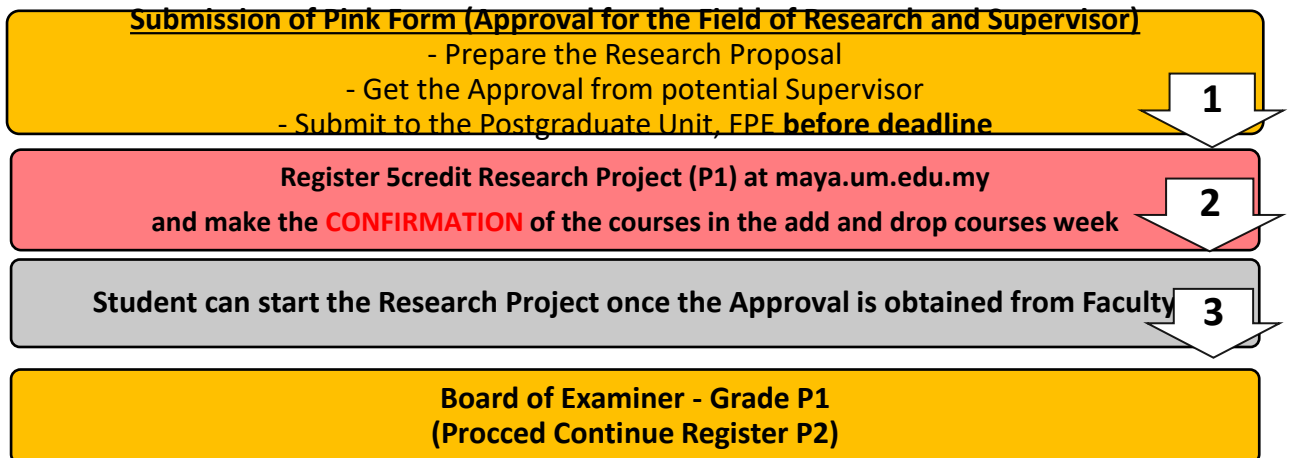 Submission of Pink Form (Approval for the Field of Research and Supervisor)
- Prepare the Research Proposal
- Get the Approval from potential Supervisor
- Submit to the Postgraduate Unit, FPE before deadline
1
Register 5credit Research Project (P1) at maya.um.edu.my
and make the CONFIRMATION of the courses in the add and drop courses week
2
Student can start the Research Project once the Approval is obtained from Faculty
3
Board of Examiner - Grade P1
(Procced Continue Register P2)